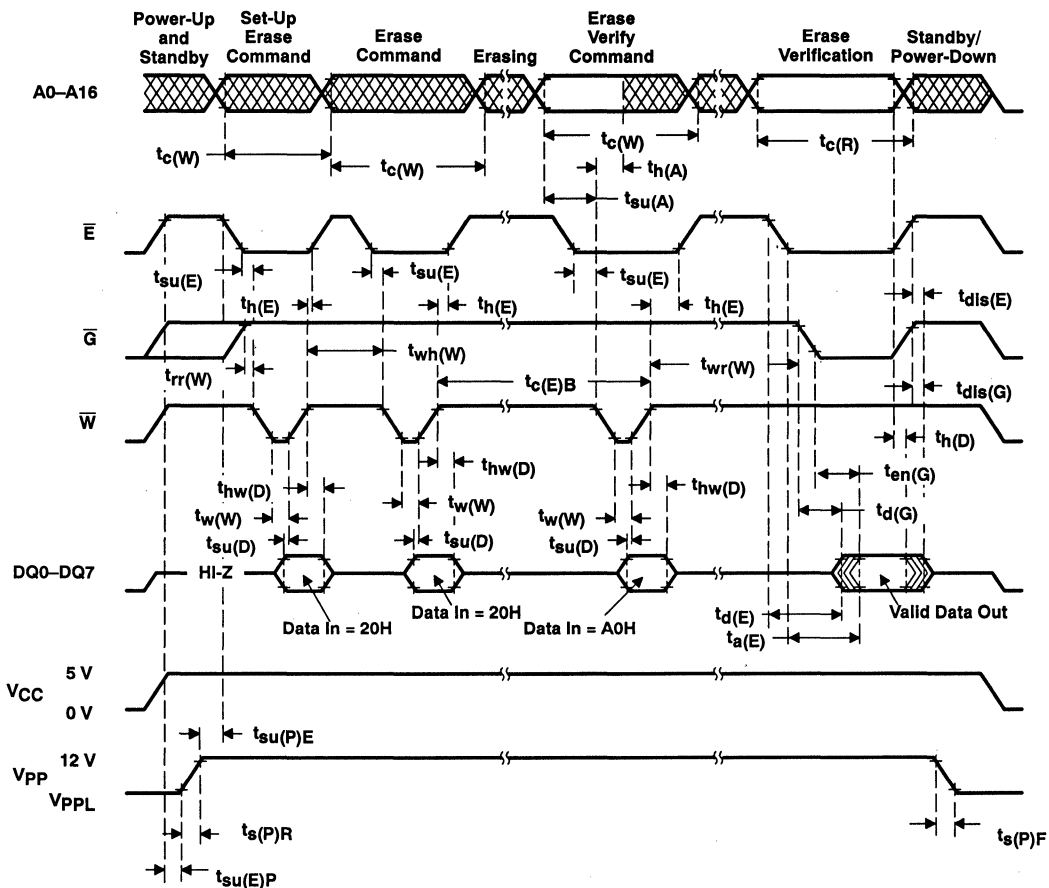 Power-Up
and
Standby
Set-Up
Erase
Command
Erase
Command
Erasing
Erase
Verify
Command
Erase
Verification
Standby/
Power-Down
A0–A16
tc(W)
tc(W)
tc(W)
th(A)
tsu(A)
tc(R)
E
tsu(E)
tsu(E)
tsu(E)
th(E)
th(E)
th(E)
tdis(E)
G
trr(W)
twh(W)
tc(E)B
twr(W)
tdis(G)
W
th(D)
thw(D)
thw(D)
thw(D)
ten(G)
tw(W)
tw(W)
tw(W)
td(G)
tsu(D)
tsu(D)
tsu(D)
DQ0–DQ7
HI-Z
Data In = 20H
Data In = 20H
Data In = A0H
Valid Data Out
td(E)
ta(E)
VCC
5 V
0 V
tsu(P)E
VPP
12 V
VPPL
ts(P)R
ts(P)F
tsu(E)P